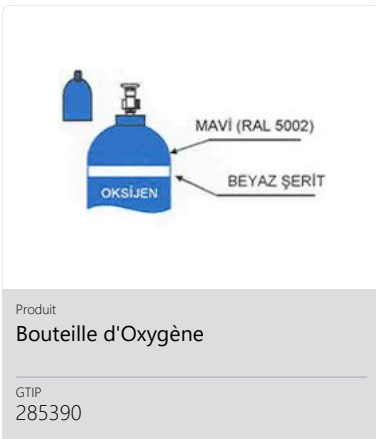 MAVİ (RAL 5002)
BEYAZ ŞERİT
OKSİJEN
Produit
Bouteille d'Oxygène
GTIP
285390